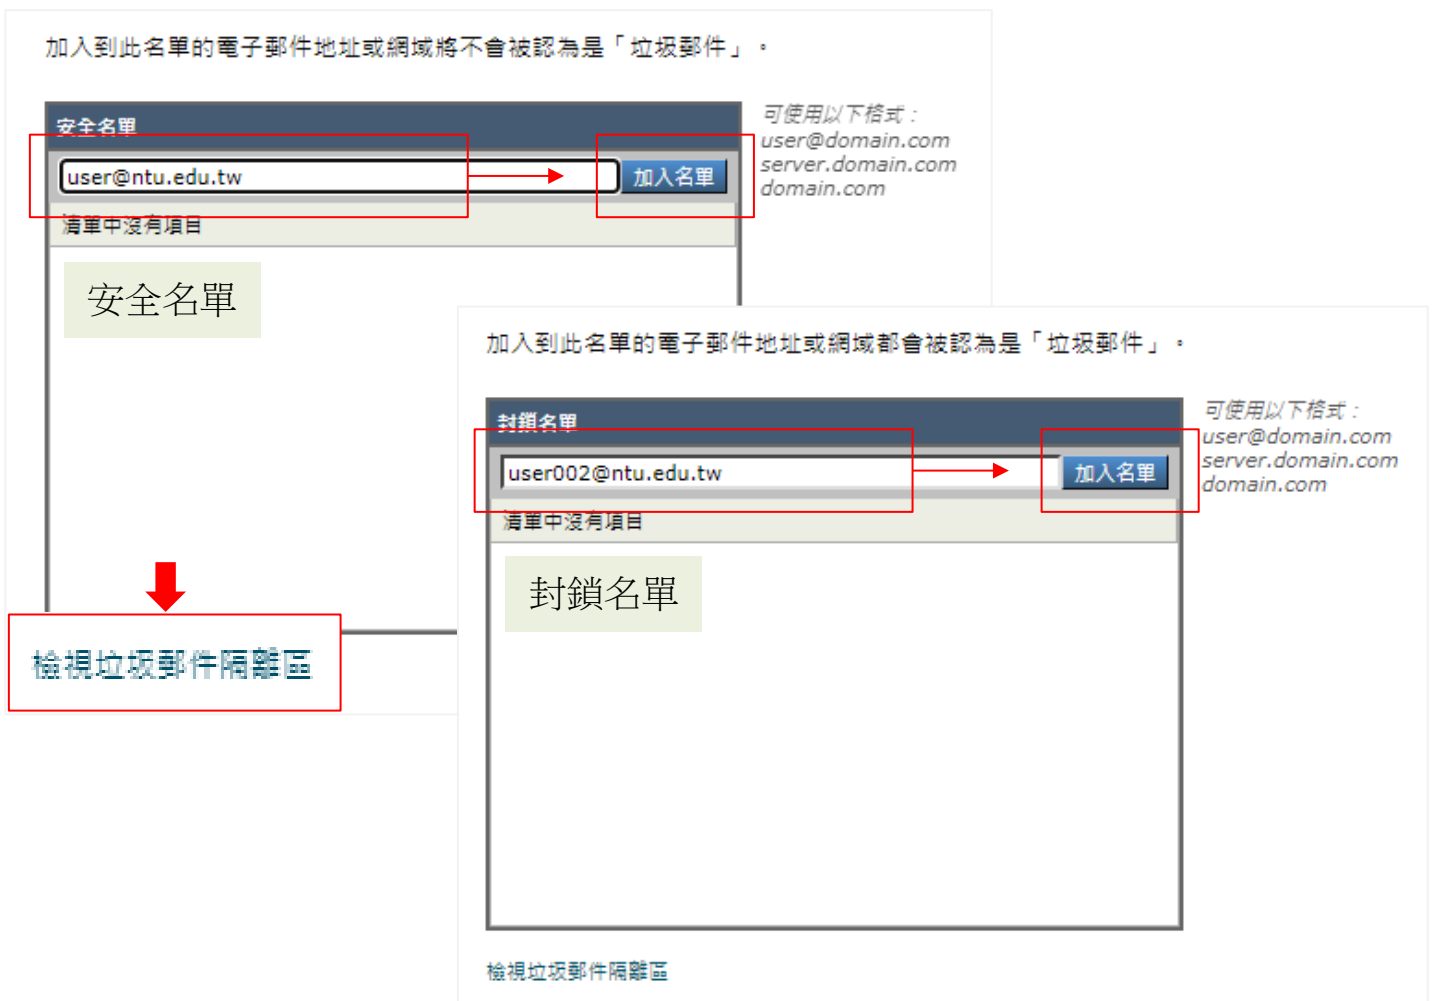 加入到此名單的電子郵件地址或網域將不會被認為是「垃圾郵件」。
安全名單
user@ntu.edu.tw
加入名單
清單中沒有項目
可使用以下格式：
user@domain.com
server.domain.com
domain.com
安全名單
檢視垃圾郵件隔離區
加入到此名單的電子郵件地址或網域都會被認為是「垃圾郵件」。
封鎖名單
user002@ntu.edu.tw
加入名單
清單中沒有項目
可使用以下格式：
user@domain.com
server.domain.com
domain.com
封鎖名單
檢視垃圾郵件隔離區